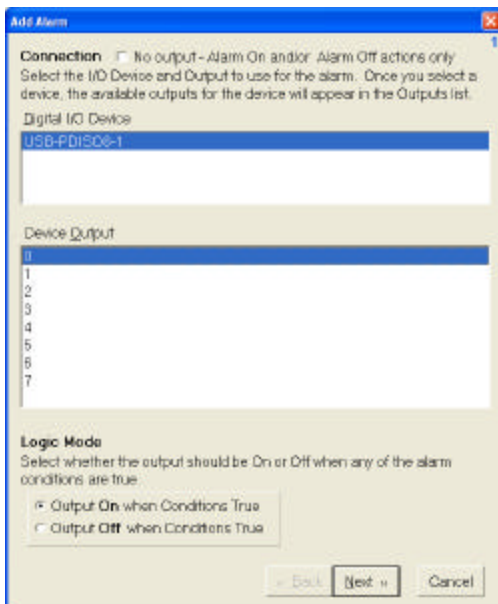 Add Alarm
1
Connection No output - Alarm On and/or Alarm Off actions only
Select the I/O Device and Output to use for the alarm. Once you select a
device, the available outputs for the device will appear in the Outputs list.
Digital I/O Device
USB-PDISO8-1
Device Output
0
1
2
3
4
5
6
7
Logic Mode
Select whether the output should be On or Off when any of the alarm
conditions are true
Output On when Conditions True
Output Off when Conditions True
« Back Next » Cancel